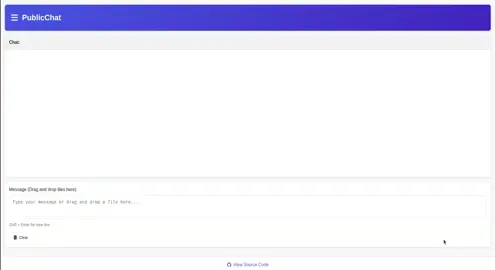 ☰ PublicChat
Chat:
Message (Drag and drop files here):
Type your message or drag and drop a file here...
Shift + Enter for new line
Clear
View Source Code